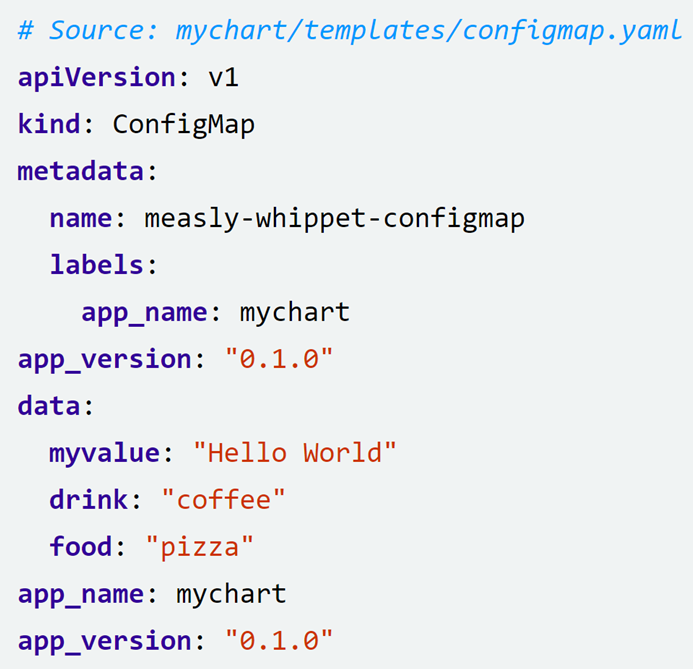 # Source: mychart/templates/configmap.yaml
apiVersion: v1
kind: ConfigMap
metadata:
  name: measly-whippet-configmap
  labels:
    app_name: mychart
app_version: "0.1.0"
data:
  myvalue: "Hello World"
  drink: "coffee"
  food: "pizza"
app_name: mychart
app_version: "0.1.0"